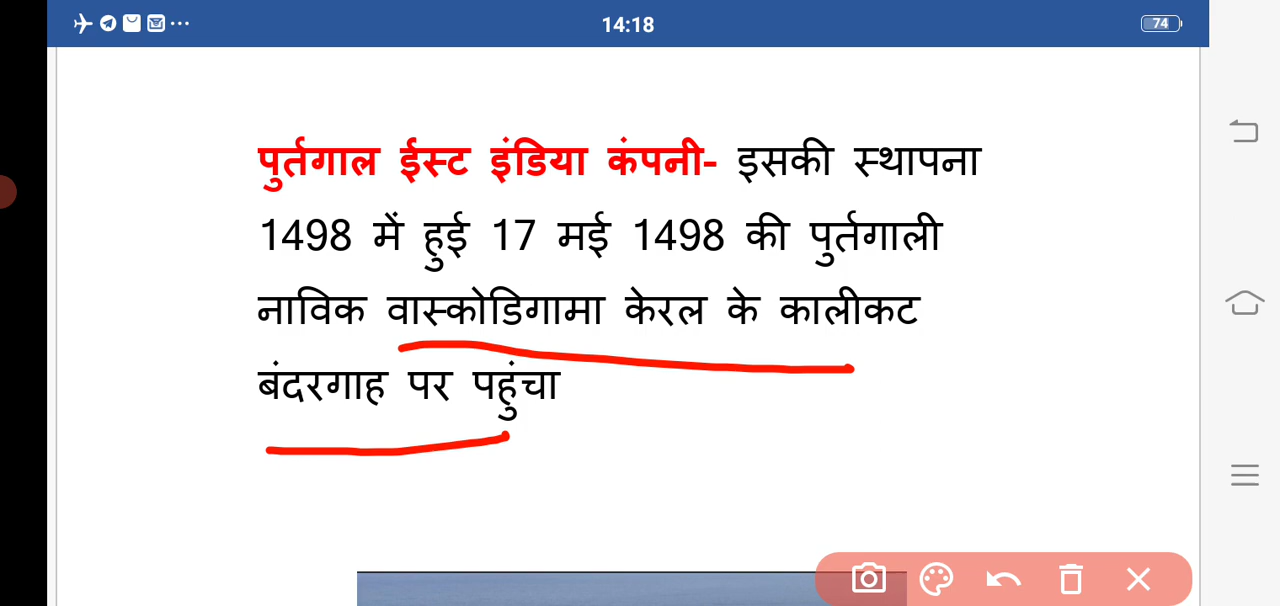 14:18
74
पुर्तगाल ईस्ट इंडिया कंपनी- इसकी स्थापना
1498 में हुई 17 मई 1498 की पुर्तगाली
नाविक वास्कोडिगामा केरल के कालीकट
बंदरगाह पर पहुंचा